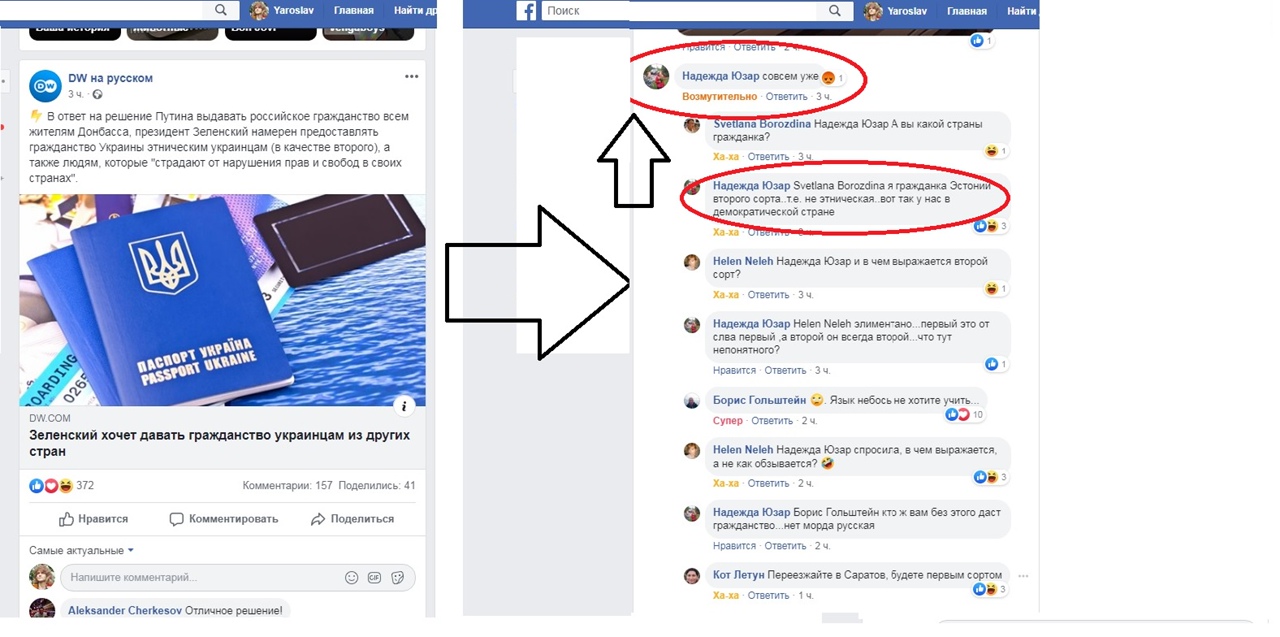 Yaroslav
Главная
Найти др
DW на русском
3 ч.
В ответ на решение Путина выдавать российское гражданство всем
жителям Донбасса, президент Зеленский намерен предоставлять
гражданство Украины этническим украинцам (в качестве второго), а
также людям, которые "страдают от нарушения прав и свобод в своих
странах".
ПАСПОРТ УКРАЇНА
PASSPORT UKRAINE
DW.COM
Зеленский хочет давать гражданство украинцам из других
стран
372
Комментарии: 157 Поделились: 41
Нравится
Комментировать
Поделиться
Самые актуальные
Напишите комментарий...
GIF
Aleksander Cherkesov Отличное решение!
Поиск
Yaroslav
Главная
Найти
Нравится · Ответить · 2 ч.
1
Надежда Юзар совсем уже
1
Возмутительно · Ответить · 3 ч.
Svetlana Borozdina Надежда Юзар А вы какой страны
гражданка?
1
Ха-ха · Ответить · 3 ч.
Надежда Юзар Svetlana Borozdina я гражданка Эстонии
второго сорта..т.е. не этническая..вот так у нас в
демократической стране
3
Ха-ха · Ответить
Helen Neleh Надежда Юзар и в чем выражается второй
сорт?
1
Ха-ха · Ответить · 3 ч.
Надежда Юзар Helen Neleh элиментано...первый это от
слва первый ,а второй он всегда второй...что тут
непонятного?
1
Нравится · Ответить · 3 ч.
Борис Гольштейн . Язык небось не хотите учить...
10
Супер · Ответить · 2 ч.
Helen Neleh Надежда Юзар спросила, в чем выражается,
а не как обзывается?
3
Ха-ха · Ответить · 2 ч.
Надежда Юзар Борис Гольштейн кто ж вам без этого даст
гражданство...нет морда русская
Нравится · Ответить · 2 ч.
Кот Летун Переезжайте в Саратов, будете первым сортом
3
Ха-ха · Ответить · 1 ч.